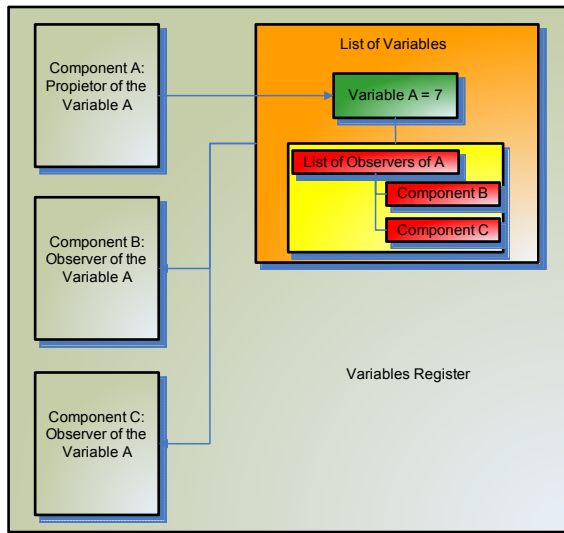 Component A:
Propietor of the
Variable A
List of Variables
Variable A = 7
List of Observers of A
Component B
Component C
Component B:
Observer of the
Variable A
Component C:
Observer of the
Variable A
Variables Register